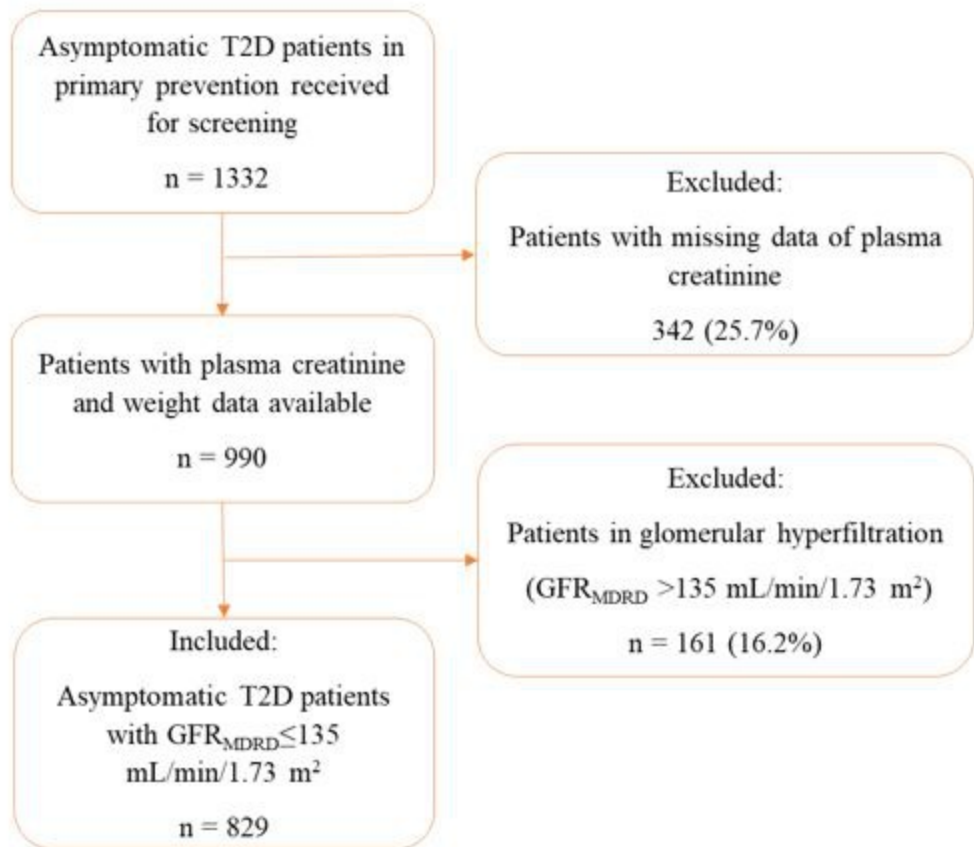 Asymptomatic T2D patients in
primary prevention received
for screening
n = 1332
Excluded:
Patients with missing data of plasma
creatinine
342 (25.7%)
Patients with plasma creatinine
and weight data available
n = 990
Excluded:
Patients in glomerular hyperfiltration
(GFRMDRD >135 mL/min/1.73 m²)
n = 161 (16.2%)
Included:
Asymptomatic T2D patients
with GFRMDRD≤135
mL/min/1.73 m²
n = 829